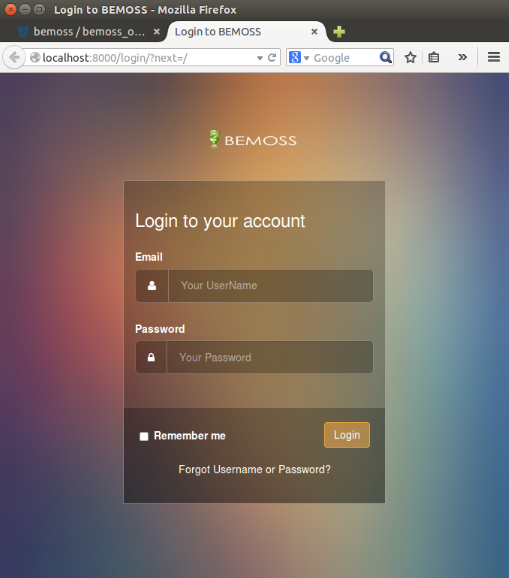 Login to BEMOSS - Mozilla Firefox
bemoss / bemoss_o...
Login to BEMOSS
localhost:8000/login/?next=/
Google
BEMOSS
Login to your account
Email
Your UserName
Password
Your Password
Remember me
Login
Forgot Username or Password?